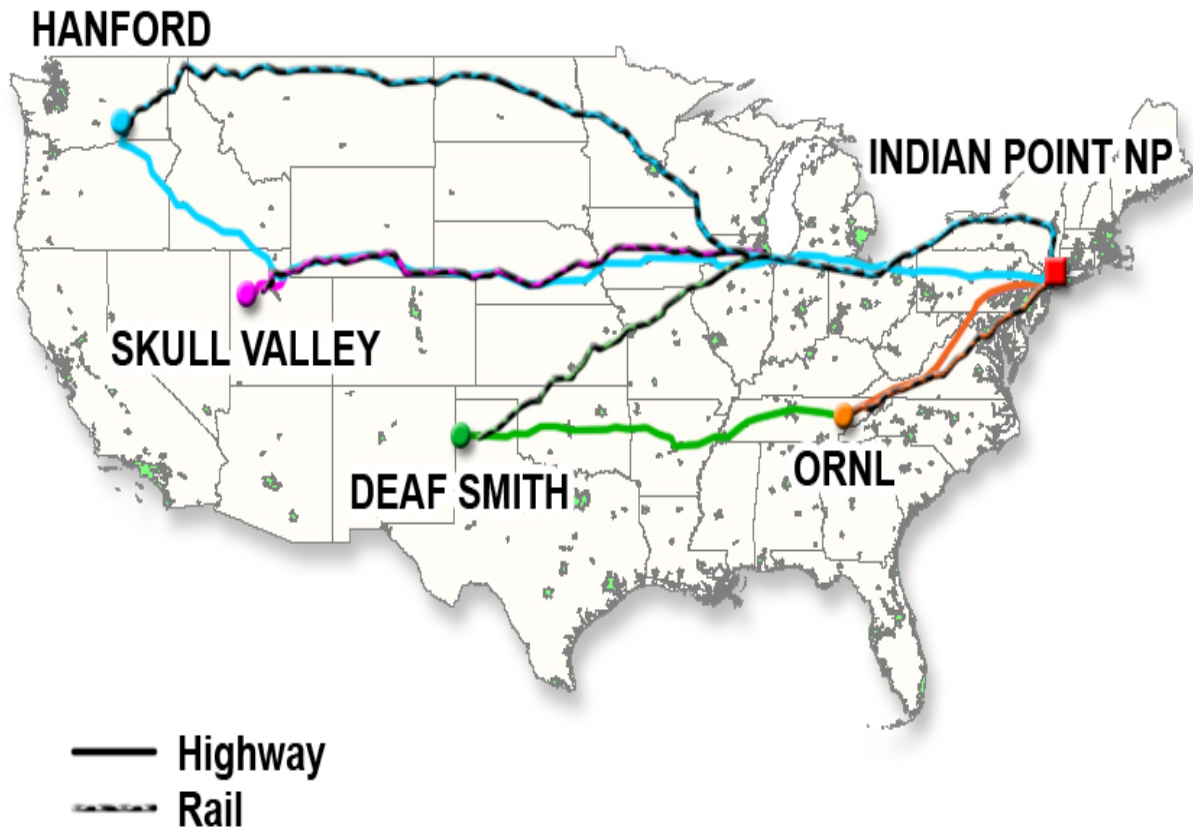 HANFORD
INDIAN POINT NP
SKULL VALLEY
DEAF SMITH
ORNL
Highway
Rail